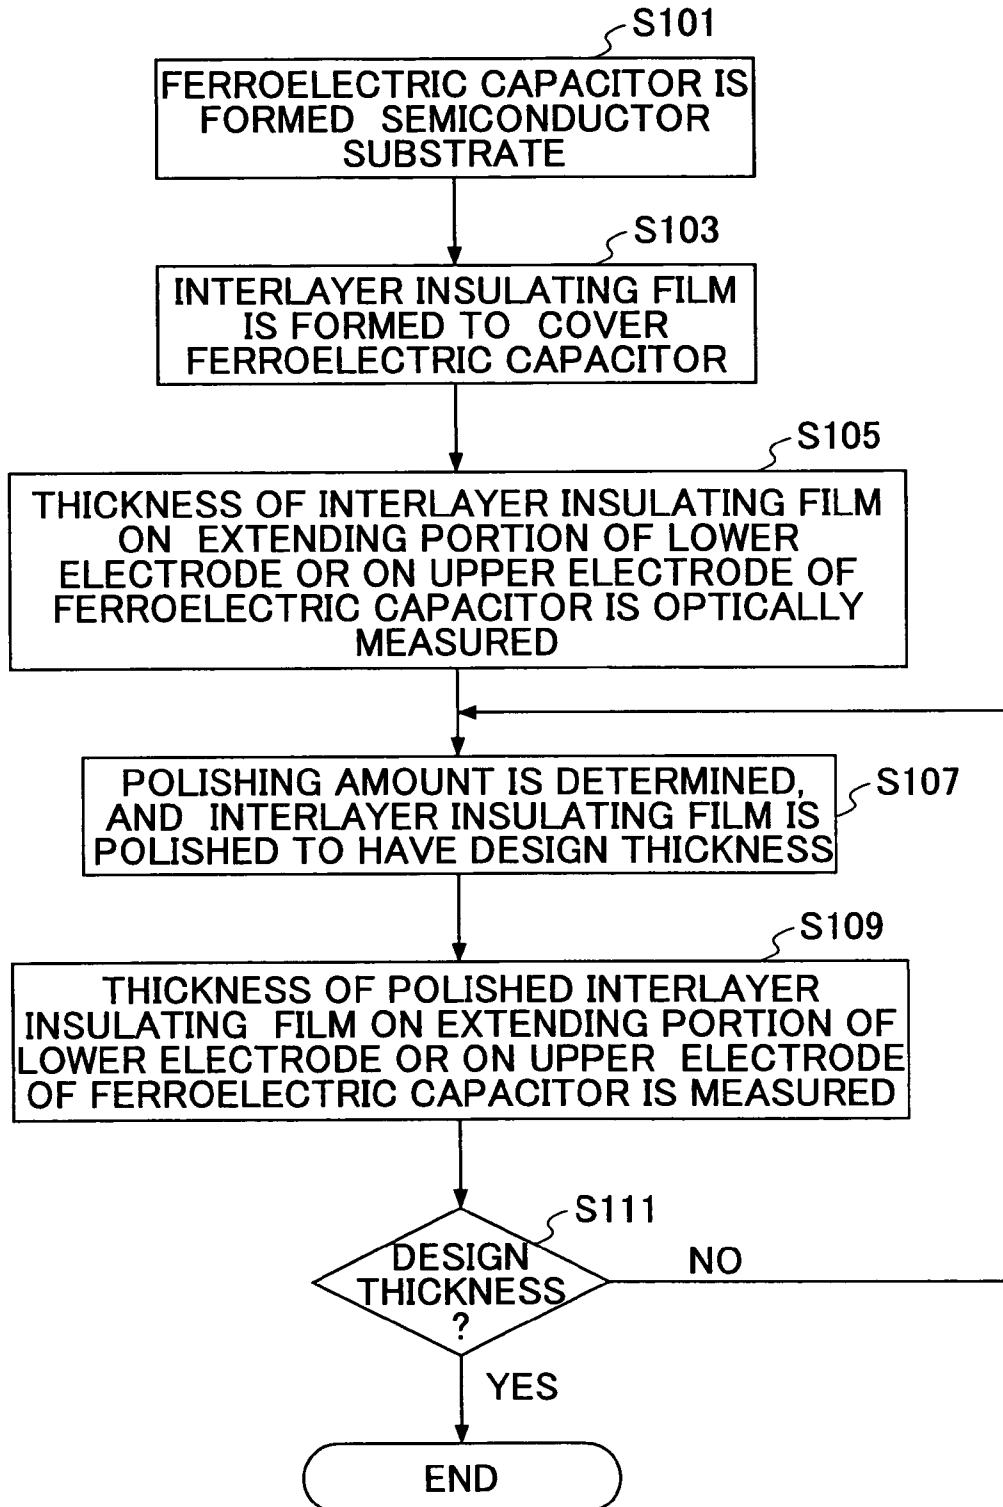 S101
FERROELECTRIC CAPACITOR IS
FORMED SEMICONDUCTOR
SUBSTRATE
S103
INTERLAYER INSULATING FILM
IS FORMED TO COVER
FERROELECTRIC CAPACITOR
S105
THICKNESS OF INTERLAYER INSULATING FILM
ON EXTENDING PORTION OF LOWER
ELECTRODE OR ON UPPER ELECTRODE OF
FERROELECTRIC CAPACITOR IS OPTICALLY
MEASURED
S107
POLISHING AMOUNT IS DETERMINED,
AND INTERLAYER INSULATING FILM IS
POLISHED TO HAVE DESIGN THICKNESS
S109
THICKNESS OF POLISHED INTERLAYER
INSULATING FILM ON EXTENDING PORTION OF
LOWER ELECTRODE OR ON UPPER ELECTRODE
OF FERROELECTRIC CAPACITOR IS MEASURED
S111
DESIGN
THICKNESS
?
NO
YES
END